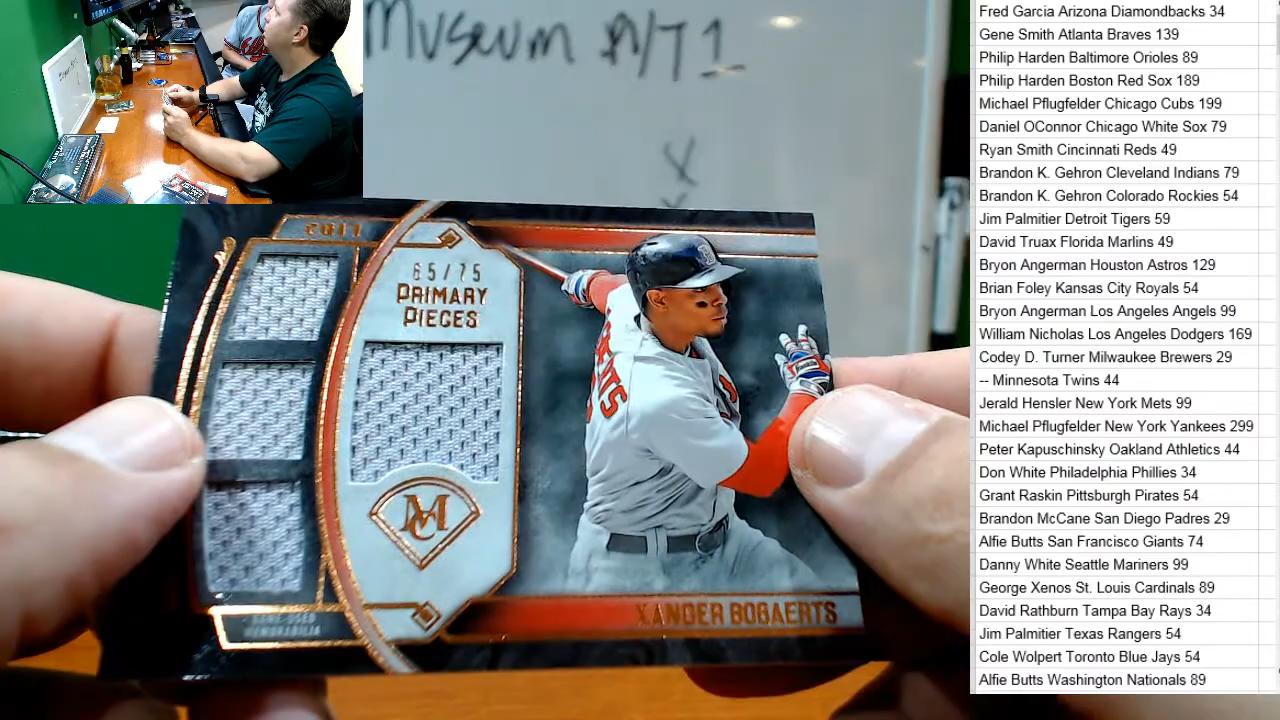 Museum A/T 1
X
X
2017
65/75
PRIMARY
PIECES
MC
XANDER BOGAERTS
GAME-USED
MEMORABILIA
Fred Garcia Arizona Diamondbacks 34
Gene Smith Atlanta Braves 139
Philip Harden Baltimore Orioles 89
Philip Harden Boston Red Sox 189
Michael Pflugfelder Chicago Cubs 199
Daniel OConnor Chicago White Sox 79
Ryan Smith Cincinnati Reds 49
Brandon K. Gehron Cleveland Indians 79
Brandon K. Gehron Colorado Rockies 54
Jim Palmitier Detroit Tigers 59
David Truax Florida Marlins 49
Bryon Angerman Houston Astros 129
Brian Foley Kansas City Royals 54
Bryon Angerman Los Angeles Angels 99
William Nicholas Los Angeles Dodgers 169
Codey D. Turner Milwaukee Brewers 29
-- Minnesota Twins 44
Jerald Hensler New York Mets 99
Michael Pflugfelder New York Yankees 299
Peter Kapuschinsky Oakland Athletics 44
Don White Philadelphia Phillies 34
Grant Raskin Pittsburgh Pirates 54
Brandon McCane San Diego Padres 29
Alfie Butts San Francisco Giants 74
Danny White Seattle Mariners 99
George Xenos St. Louis Cardinals 89
David Rathburn Tampa Bay Rays 34
Jim Palmitier Texas Rangers 54
Cole Wolpert Toronto Blue Jays 54
Alfie Butts Washington Nationals 89